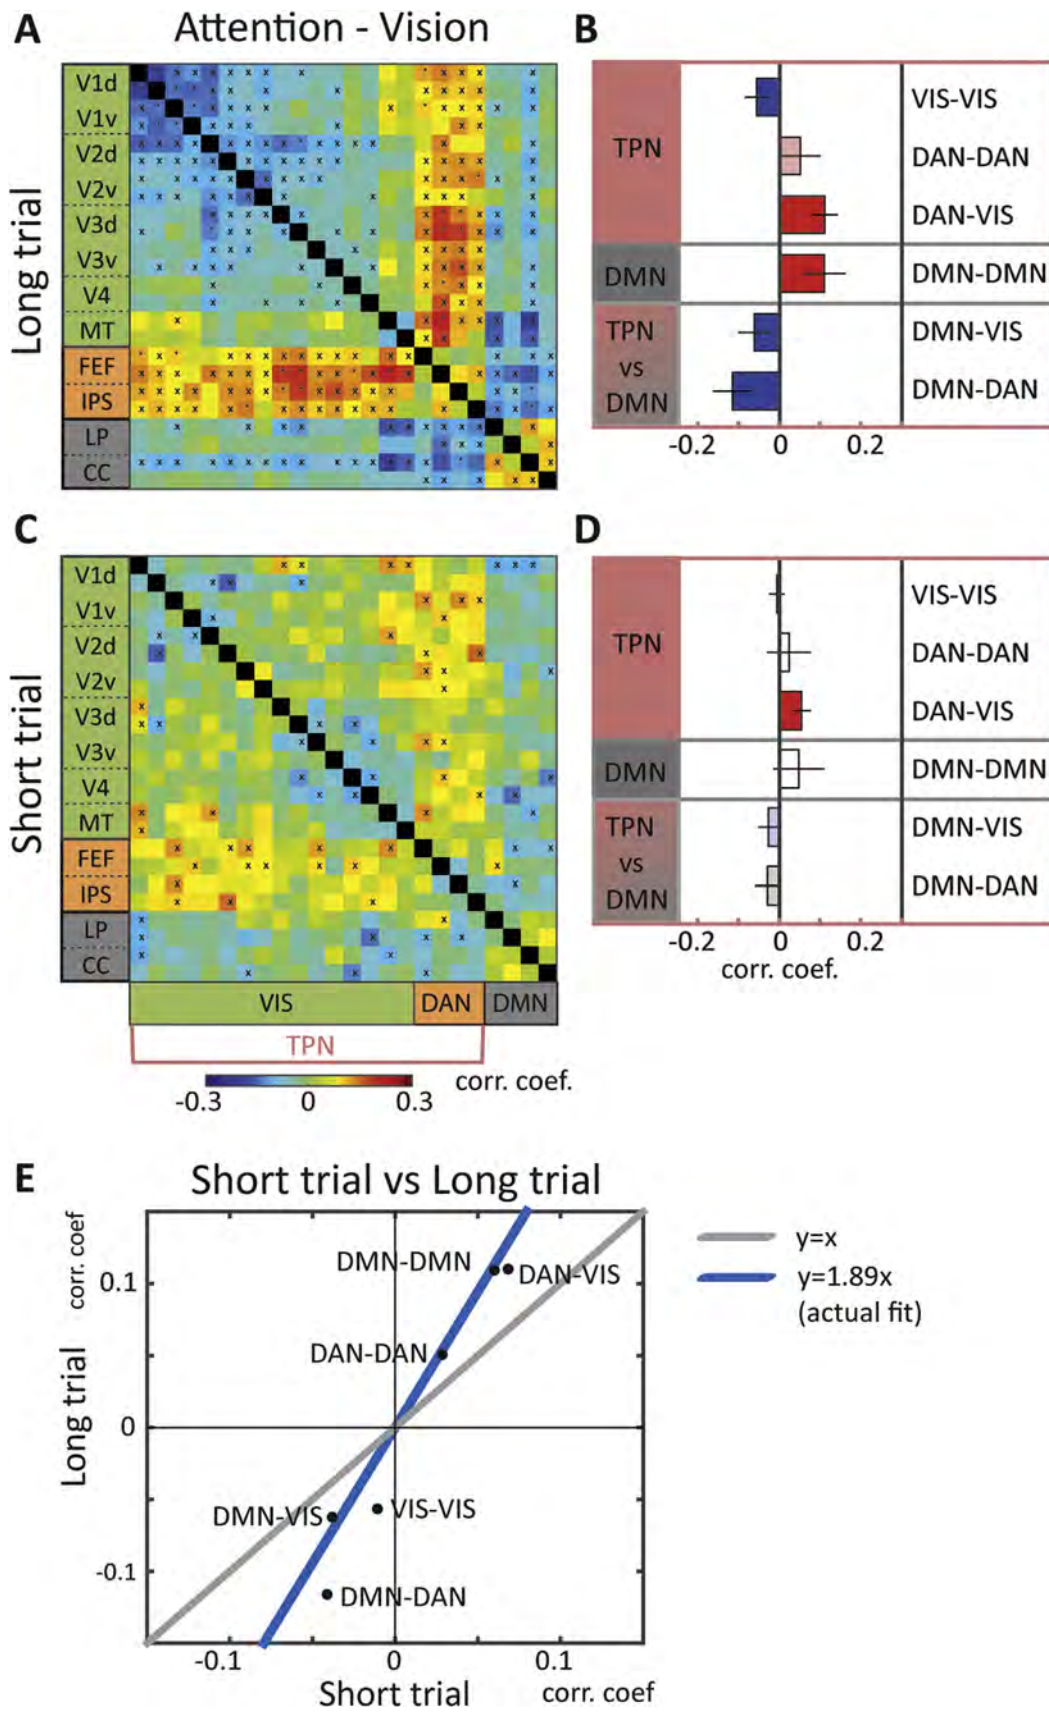 A
Attention - Vision
B
Long trial
V1d
V1v
V2d
V2v
V3d
V3v
V4
MT
FEF
IPS
LP
CC
TPN
DMN
TPN
vs
DMN
VIS-VIS
DAN-DAN
DAN-VIS
DMN-DMN
DMN-VIS
DMN-DAN
-0.2
0
0.2
C
D
Short trial
V1d
V1v
V2d
V2v
V3d
V3v
V4
MT
FEF
IPS
LP
CC
VIS
DAN
DMN
TPN
corr. coef.
-0.3
0
0.3
TPN
DMN
TPN
vs
DMN
VIS-VIS
DAN-DAN
DAN-VIS
DMN-DMN
DMN-VIS
DMN-DAN
-0.2
0
0.2
corr. coef.
E
Short trial vs Long trial
Long trial
corr. coef
0.1
0
-0.1
DMN-DMN
DAN-VIS
DAN-DAN
DMN-VIS
VIS-VIS
DMN-DAN
-0.1
0
0.1
Short trial
corr. coef
y=x
y=1.89x
(actual fit)